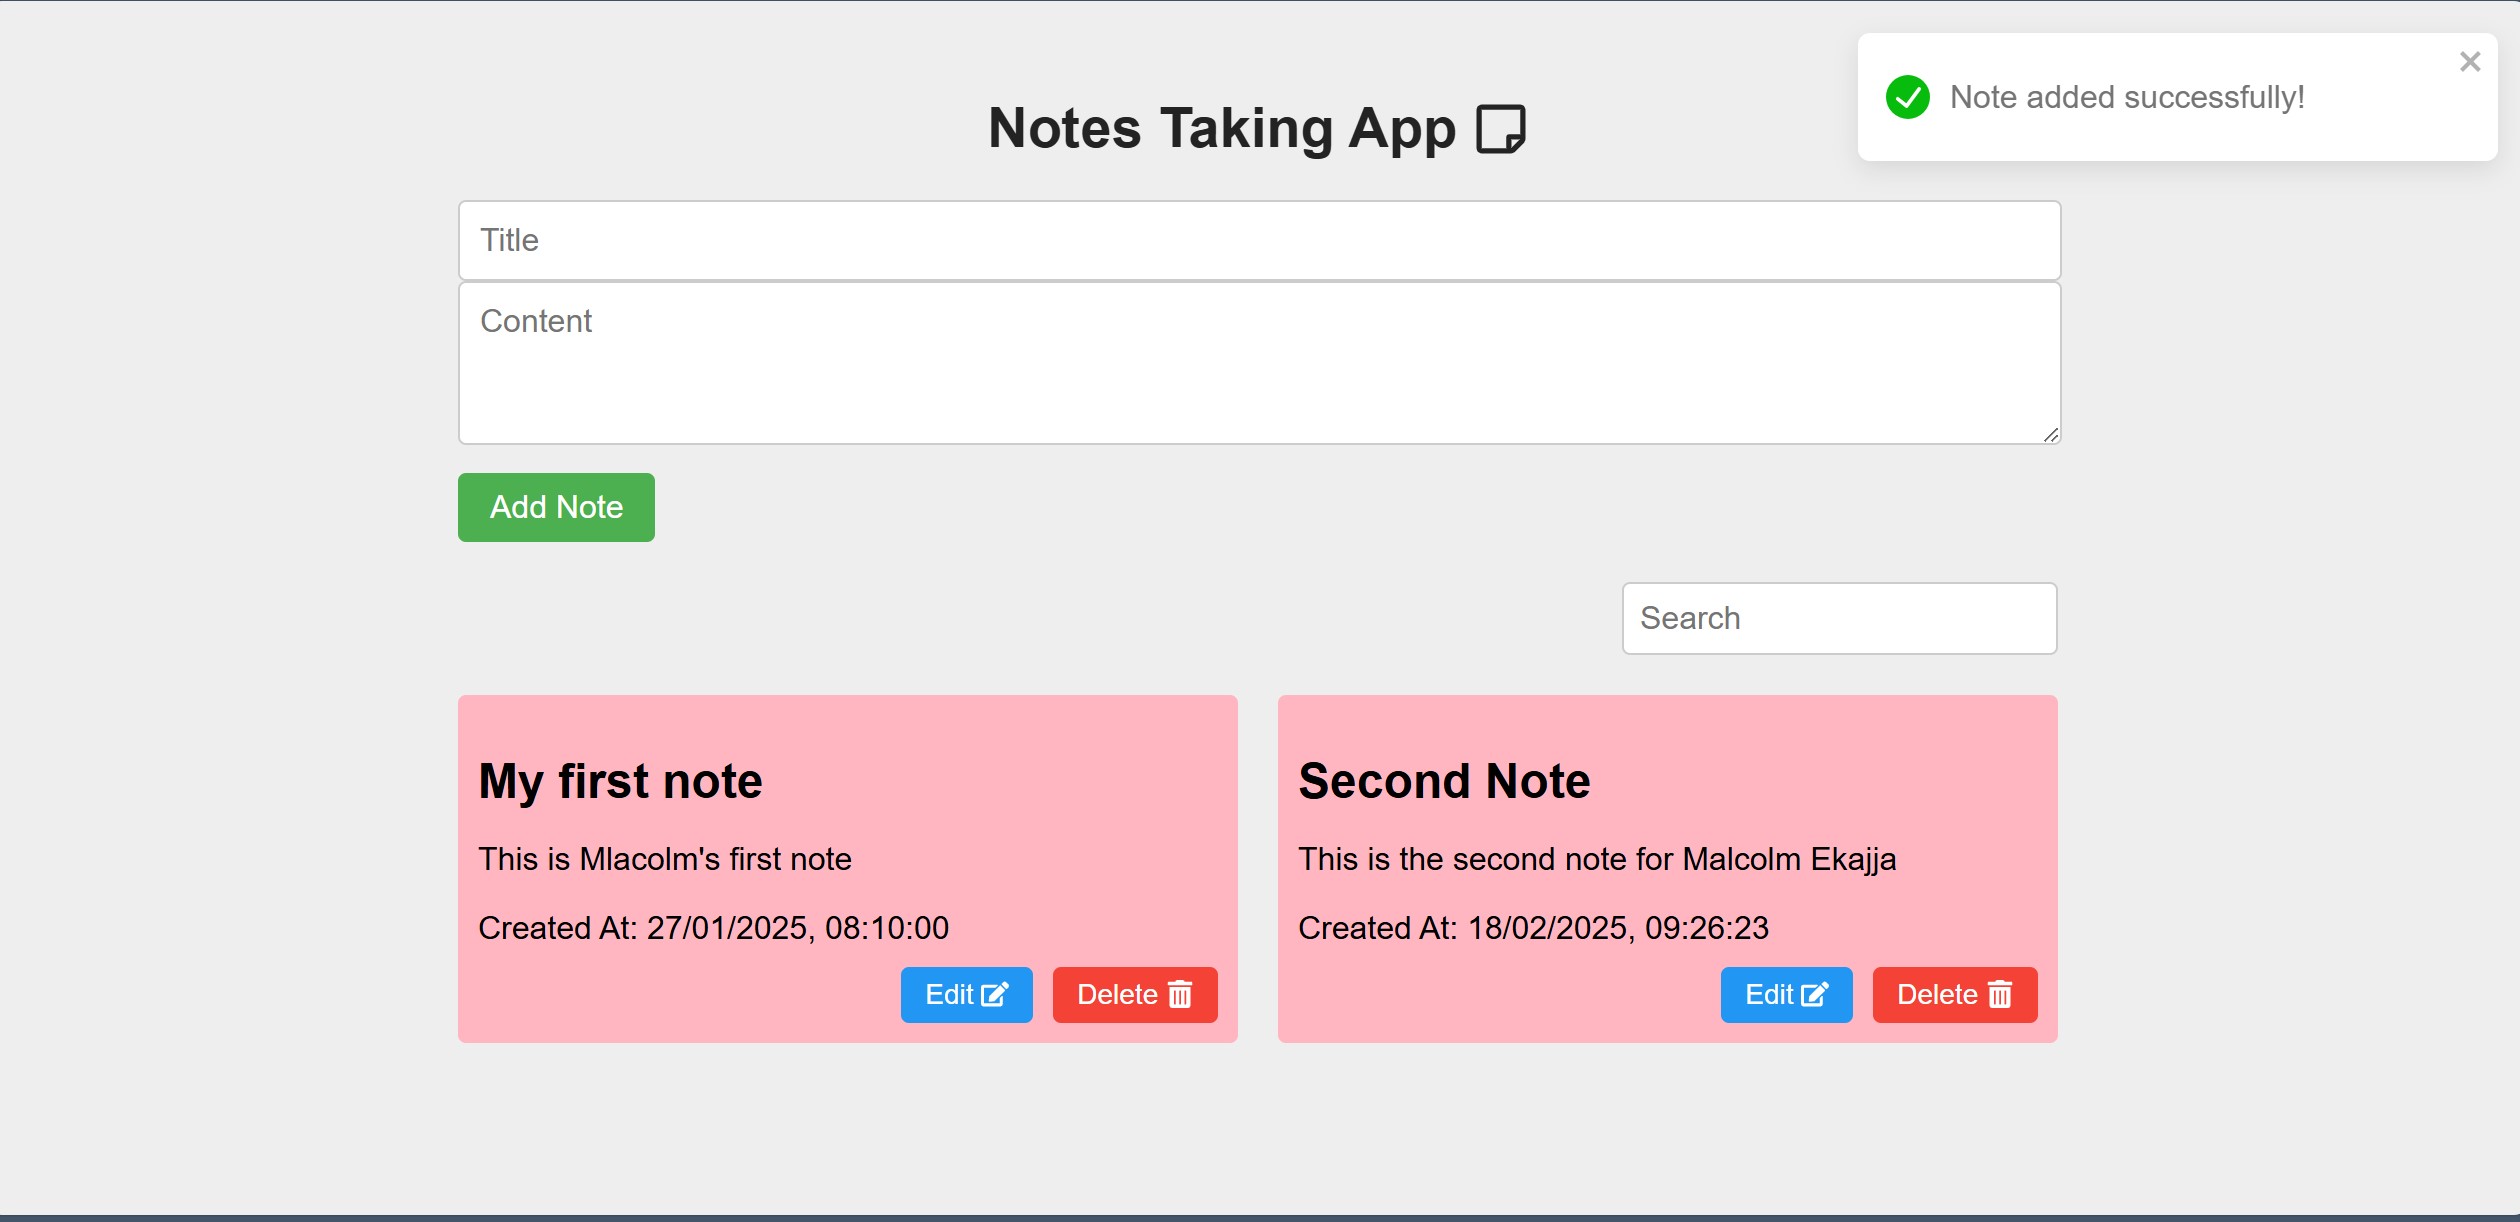 Note added successfully!
Notes Taking App
Title
Content
Add Note
Search
My first note
This is Mlacolm's first note
Created At: 27/01/2025, 08:10:00
Edit
Delete
Second Note
This is the second note for Malcolm Ekajja
Created At: 18/02/2025, 09:26:23
Edit
Delete